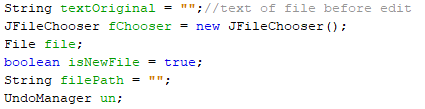 String textOriginal = "";//text of file before edit
JFileChooser fChooser = new JFileChooser();
File file;
boolean isNewFile = true;
String filePath = "";
UndoManager un;